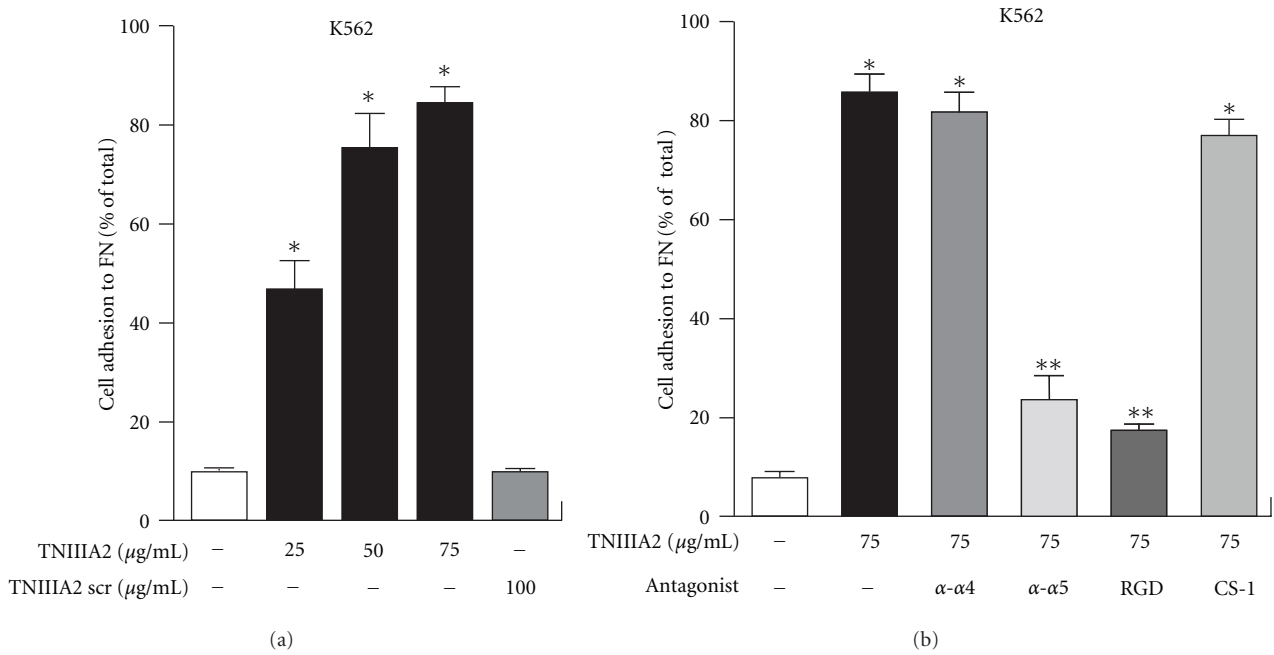 K562
Cell adhesion to FN (% of total)
100
80
60
40
20
0
*
*
*
TNIIIA2 (μg/mL) – 25 50 75 –
TNIIIA2 scr (μg/mL) – – – – 100
(a)
K562
Cell adhesion to FN (% of total)
100
80
60
40
20
0
*
*
**
**
*
TNIIIA2 (μg/mL) – 75 75 75 75 75
Antagonist – – α-α4 α-α5 RGD CS-1
(b)